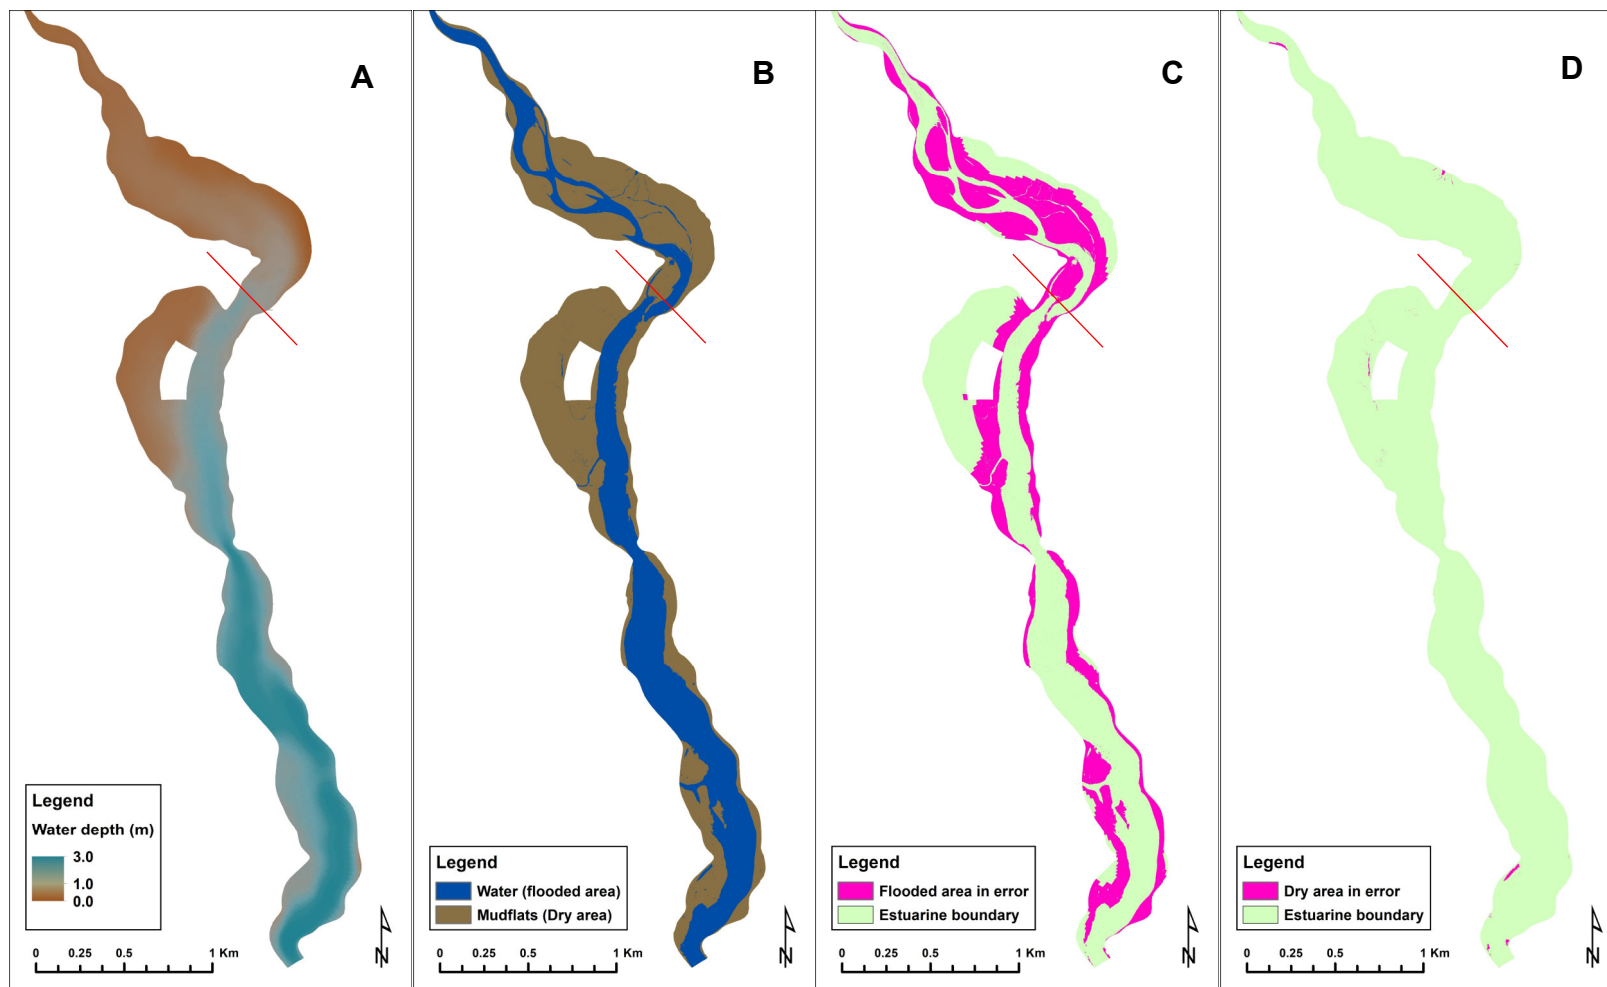 A
B
C
D
Legend
Water depth (m)
3.0
1.0
0.0
0 0.25 0.5 1 Km
N
Legend
Water (flooded area)
Mudflats (Dry area)
0 0.25 0.5 1 Km
N
Legend
Flooded area in error
Estuarine boundary
0 0.25 0.5 1 Km
N
Legend
Dry area in error
Estuarine boundary
0 0.25 0.5 1 Km
N